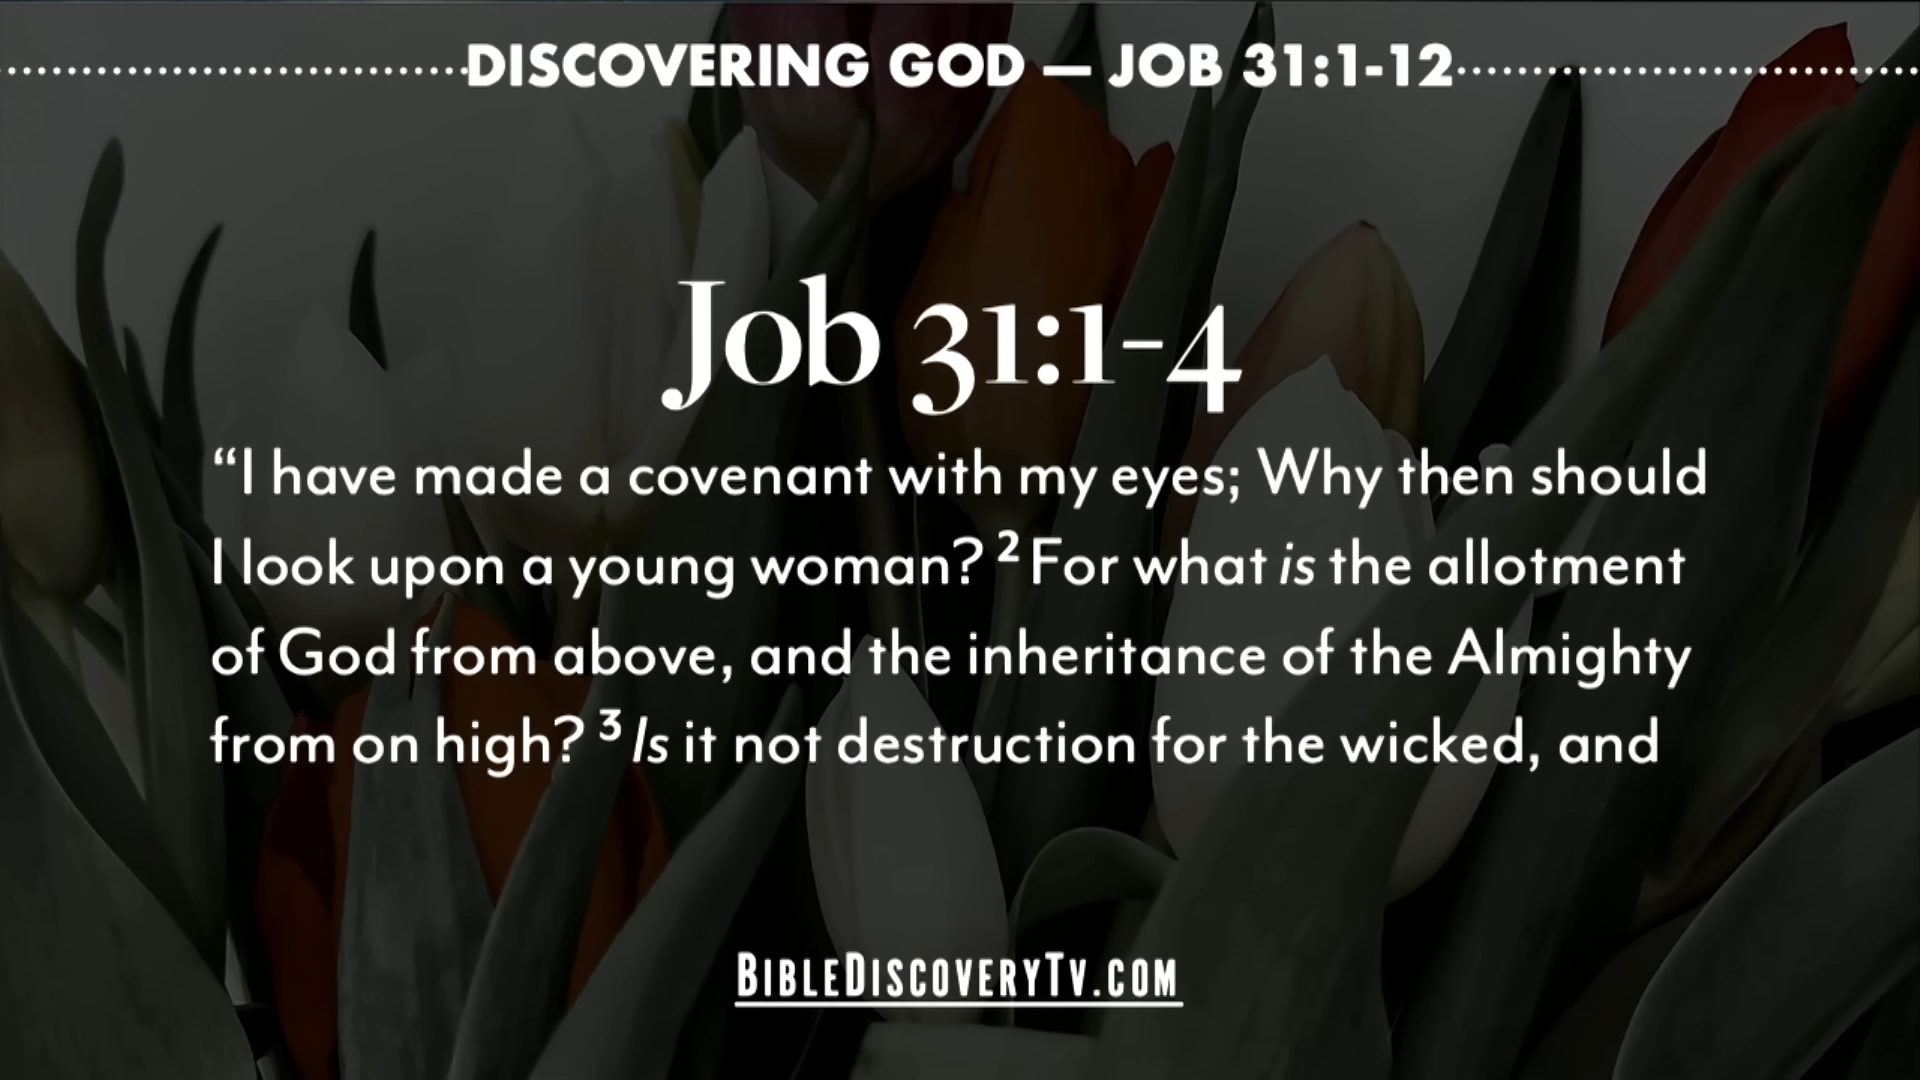 DISCOVERING GOD — JOB 31:1-12
Job 31:1-4
“I have made a covenant with my eyes; Why then should
I look upon a young woman? ² For what is the allotment
of God from above, and the inheritance of the Almighty
from on high? ³ Is it not destruction for the wicked, and
BIBLEDISCOVERYTV.COM